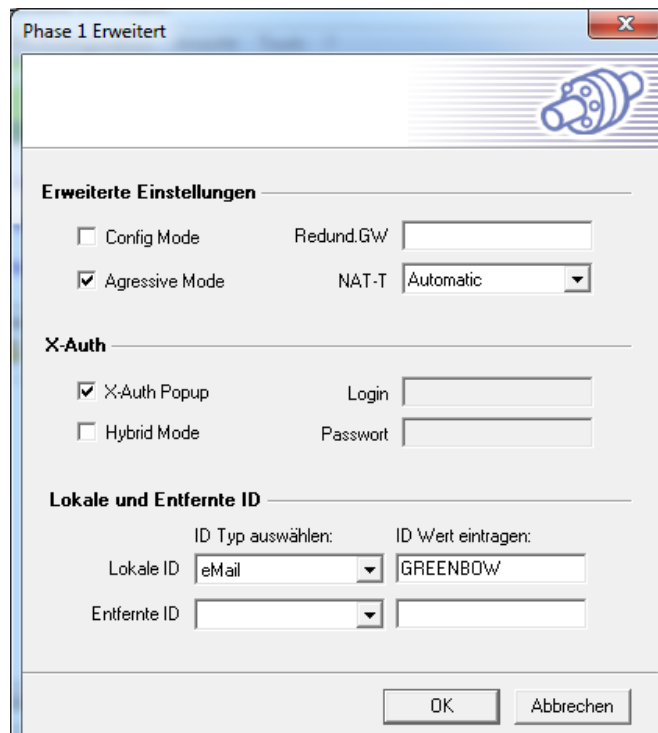 Phase 1 Erweitert
Erweiterte Einstellungen
Config Mode
Redund.GW
Agressive Mode
NAT-T
Automatic
X-Auth
X-Auth Popup
Login
Hybrid Mode
Passwort
Lokale und Entfernte ID
ID Typ auswählen:
ID Wert eintragen:
Lokale ID
eMail
GREENBOW
Entfernte ID
OK
Abbrechen